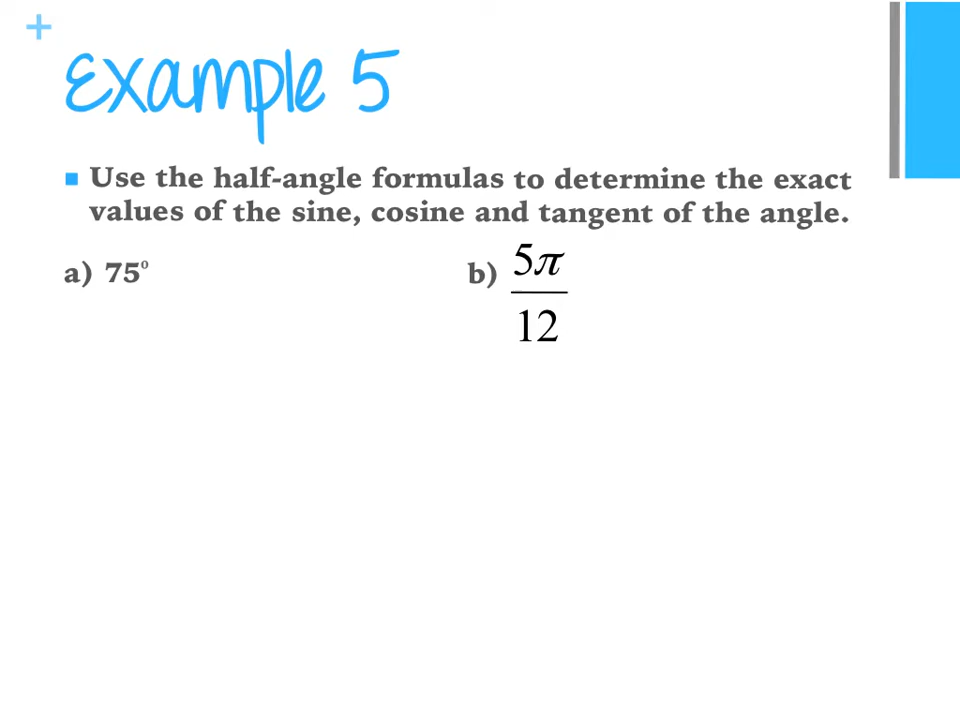 +
Example 5
▪ Use the half-angle formulas to determine the exact
values of the sine, cosine and tangent of the angle.
a) 75⁰ b) 5π/12